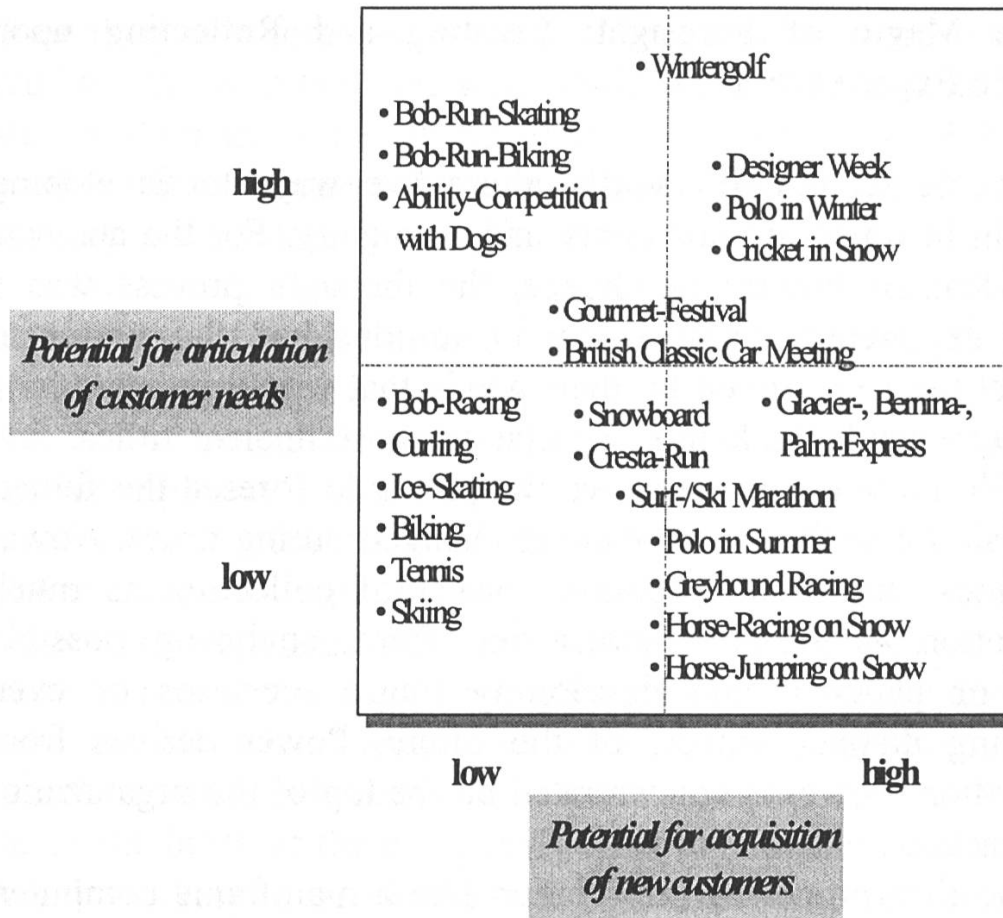 • Wintergolf
• Bob-Run-Skating
• Bob-Run-Biking
• Ability-Competition
with Dogs
high
• Designer Week
• Polo in Winter
• Cricket in Snow
• Gourmet-Festival
• British Classic Car Meeting
Potential for articulation
of customer needs
• Bob-Racing
• Curling
• Ice-Skating
• Biking
• Tennis
• Skiing
• Snowboard
• Cresta-Run
• Glacier-, Bernina-,
Palm-Express
• Surf-/Ski Marathon
• Polo in Summer
• Greyhound Racing
• Horse-Racing on Snow
• Horse-Jumping on Snow
low
low
high
Potential for acquisition
of new customers